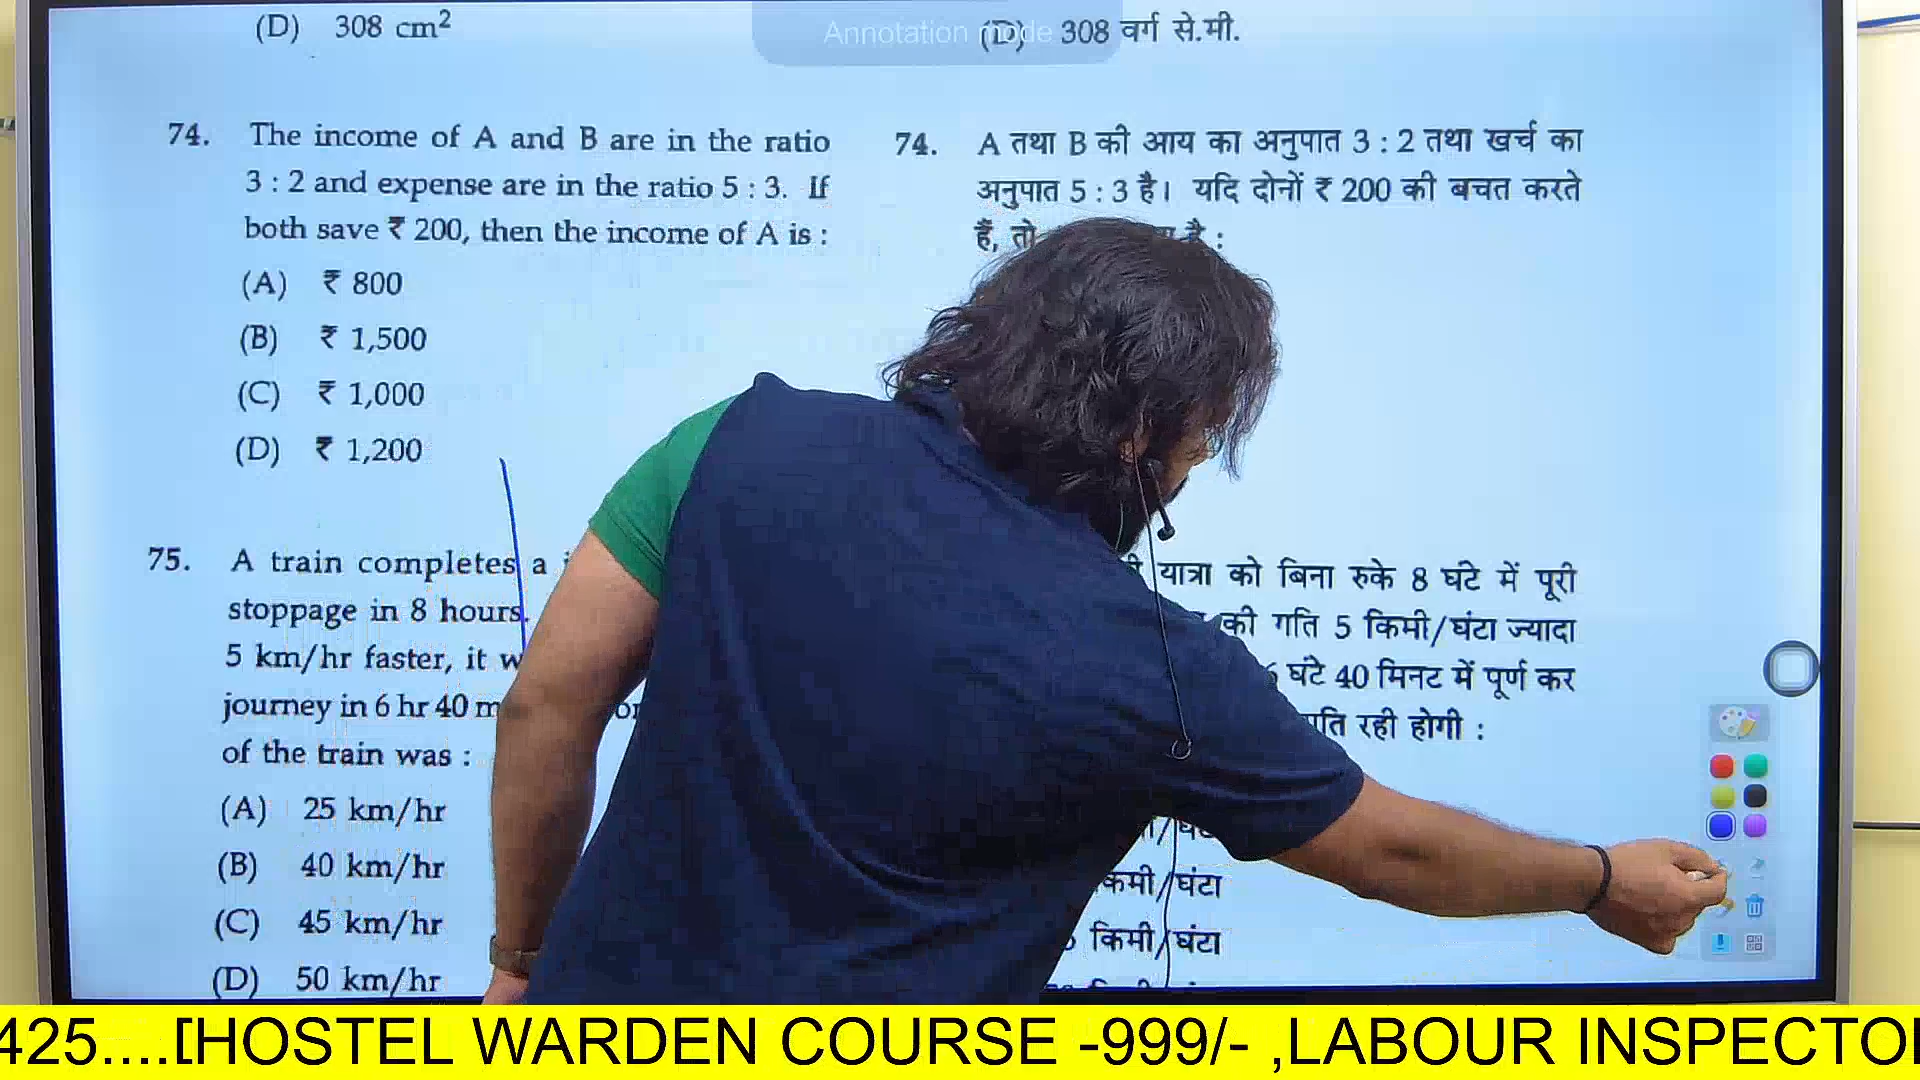 (D) 308 cm²
Annotation mode
(D) 308 वर्ग से.मी.
74. The income of A and B are in the ratio
3 : 2 and expense are in the ratio 5 : 3. If
both save ₹ 200, then the income of A is :
(A) ₹ 800
(B) ₹ 1,500
(C) ₹ 1,000
(D) ₹ 1,200
74. A तथा B की आय का अनुपात 3 : 2 तथा खर्च का
अनुपात 5 : 3 है। यदि दोनों ₹ 200 की बचत करते
हैं, तो है :
75. A train completes a
stoppage in 8 hours.
5 km/hr faster, it
journey in 6 hr 40
of the train was :
(A) 25 km/hr
(B) 40 km/hr
(C) 45 km/hr
(D) 50 km/hr
यात्रा को बिना रुके 8 घंटे में पूरी
की गति 5 किमी/घंटा ज्यादा
घंटे 40 मिनट में पूर्ण कर
रही होगी :
/घंटा
किमी/घंटा
425....[HOSTEL WARDEN COURSE -999/- ,LABOUR